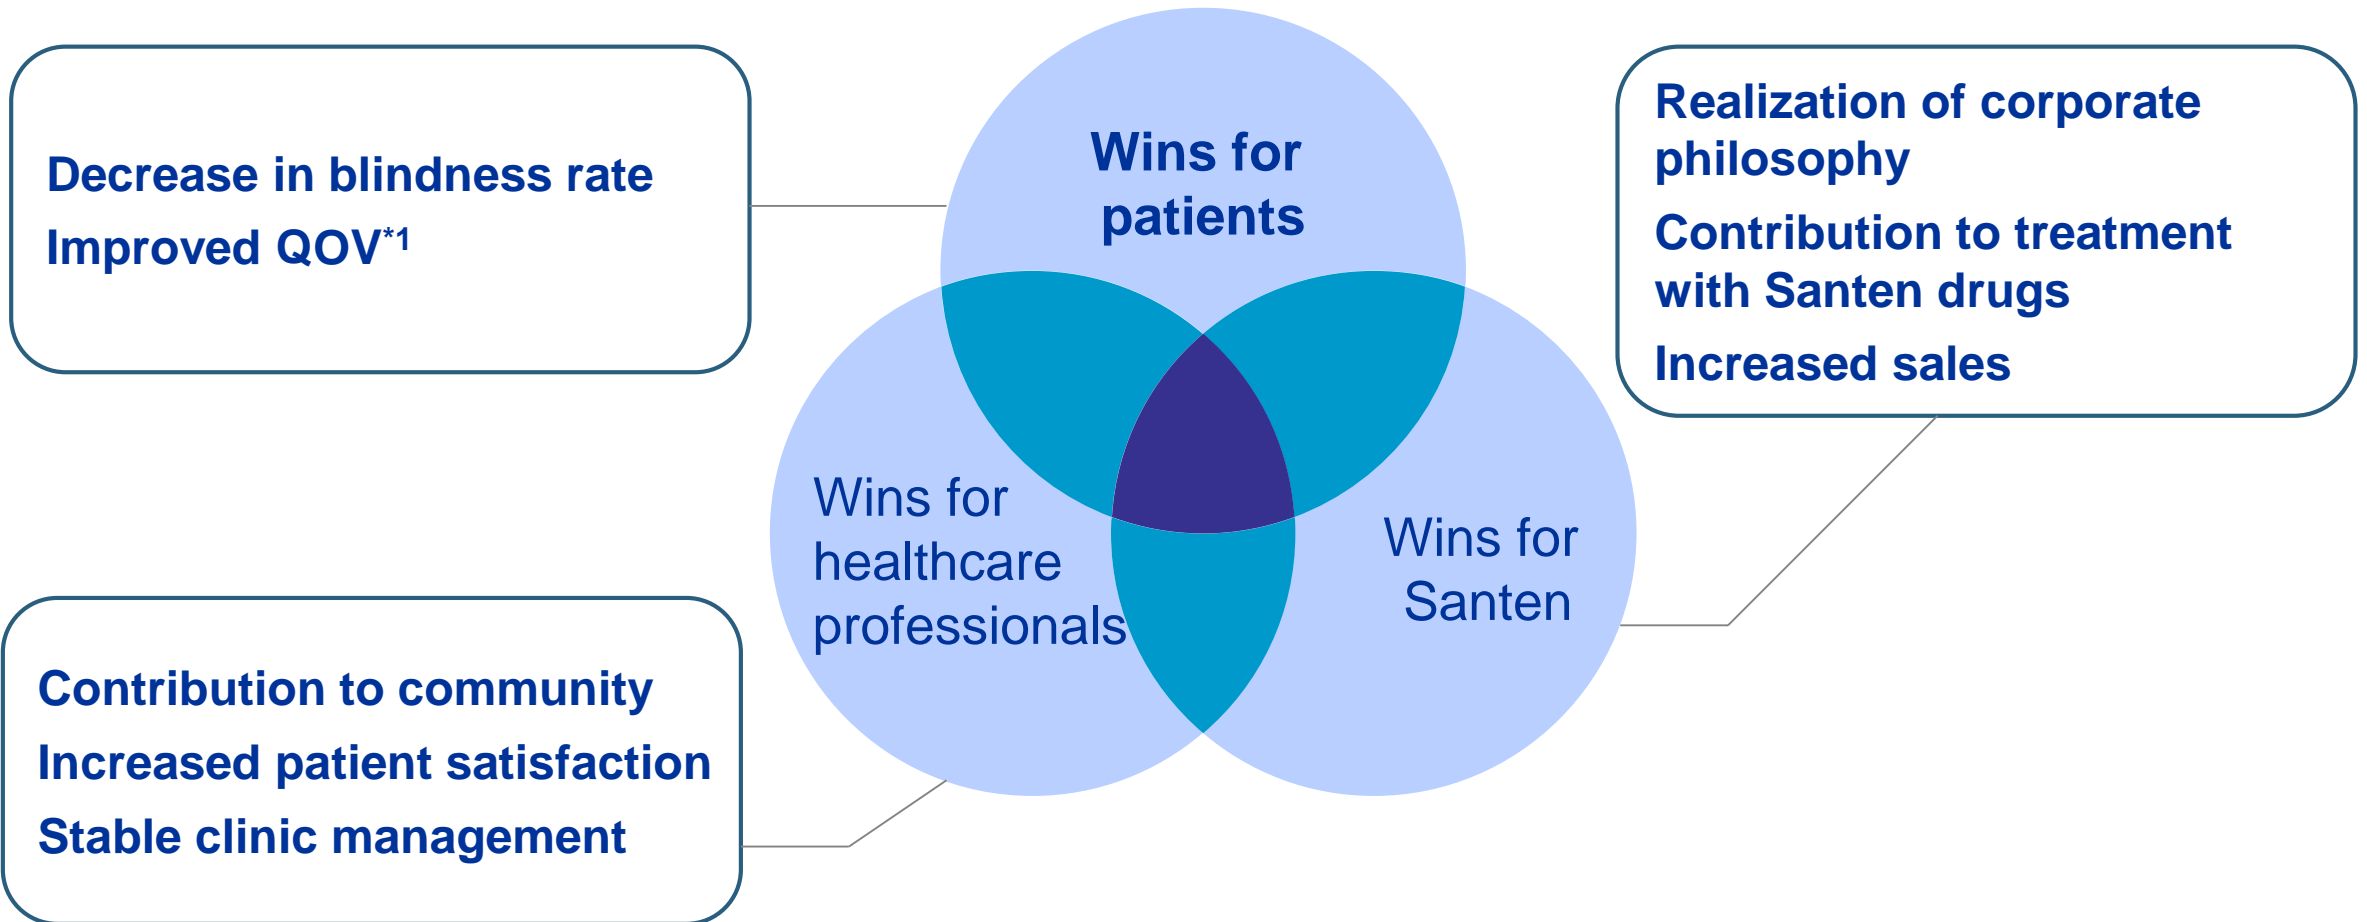 Decrease in blindness rate
Improved QOV*1
Wins for
patients
Realization of corporate
philosophy
Contribution to treatment
with Santen drugs
Increased sales
Wins for
healthcare
professionals
Wins for
Santen
Contribution to community
Increased patient satisfaction
Stable clinic management